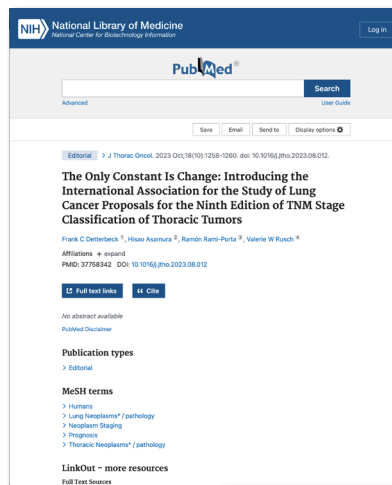 NIH
National Library of Medicine
National Center for Biotechnology Information
Log in
PubMed®
Search
Advanced
User Guide
Save
Email
Send to
Display options
Editorial > J Thorac Oncol. 2023 Oct;18(10):1258-1260. doi: 10.1016/j.jtho.2023.08.012.
The Only Constant Is Change: Introducing the
International Association for the Study of Lung
Cancer Proposals for the Ninth Edition of TNM Stage
Classification of Thoracic Tumors
Frank C Detterbeck 1, Hisao Asamura 2, Ramón Rami-Porta 3, Valerie W Rusch 4
Affiliations + expand
PMID: 37758342 DOI: 10.1016/j.jtho.2023.08.012
Full text links
Cite
No abstract available
PubMed Disclaimer
Publication types
> Editorial
MeSH terms
> Humans
> Lung Neoplasms* / pathology
> Neoplasm Staging
> Prognosis
> Thoracic Neoplasms* / pathology
LinkOut - more resources
Full Text Sources